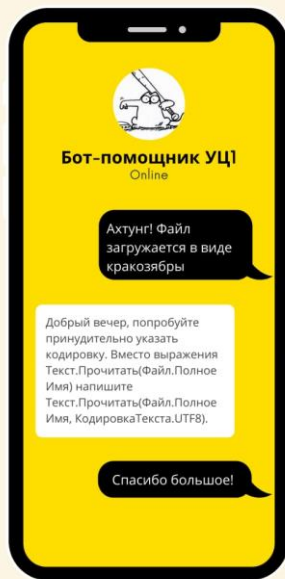 Бот-помощник УЦ1
Online
Ахтунг! Файл
загружается в виде
кракозябры
Добрый вечер, попробуйте
принудительно указать
кодировку. Вместо выражения
Текст.Прочитать(Файл.Полное
Имя) напишите
Текст.Прочитать(Файл.Полное
Имя, КодировкаТекста.UTF8).
Спасибо большое!